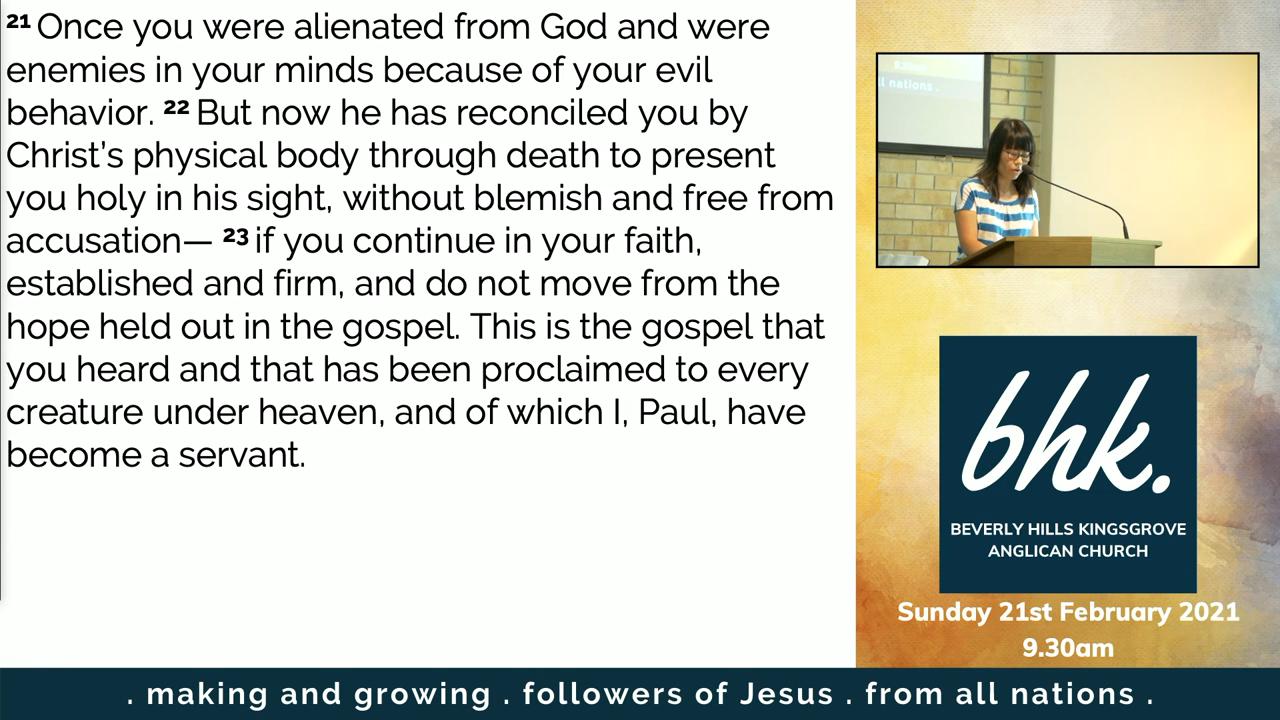 21 Once you were alienated from God and were
enemies in your minds because of your evil
behavior. 22 But now he has reconciled you by
Christ’s physical body through death to present
you holy in his sight, without blemish and free from
accusation— 23 if you continue in your faith,
established and firm, and do not move from the
hope held out in the gospel. This is the gospel that
you heard and that has been proclaimed to every
creature under heaven, and of which I, Paul, have
become a servant.
ll nations .
bhk.
BEVERLY HILLS KINGSGROVE
ANGLICAN CHURCH
Sunday 21st February 2021
9.30am
. making and growing . followers of Jesus . from all nations .